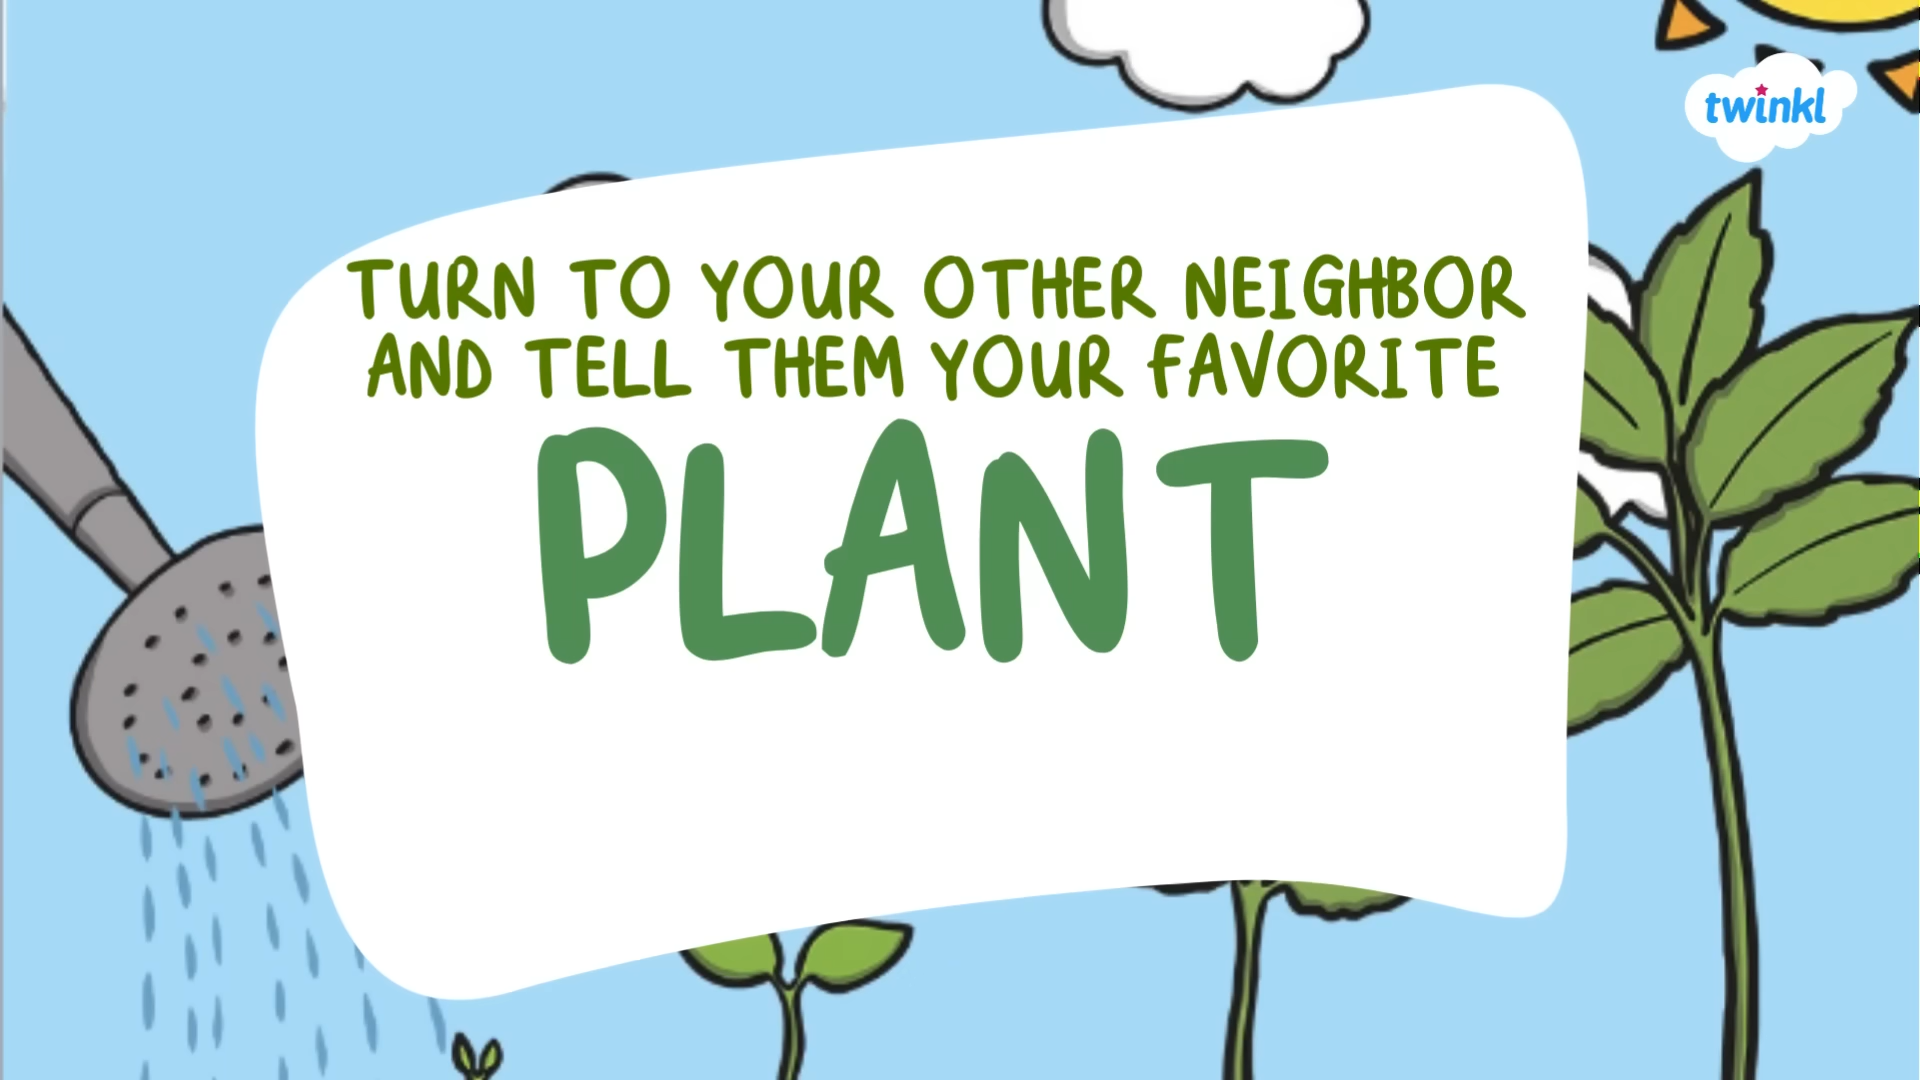 twinkl
TURN TO YOUR OTHER NEIGHBOR
AND TELL THEM YOUR FAVORITE
PLANT